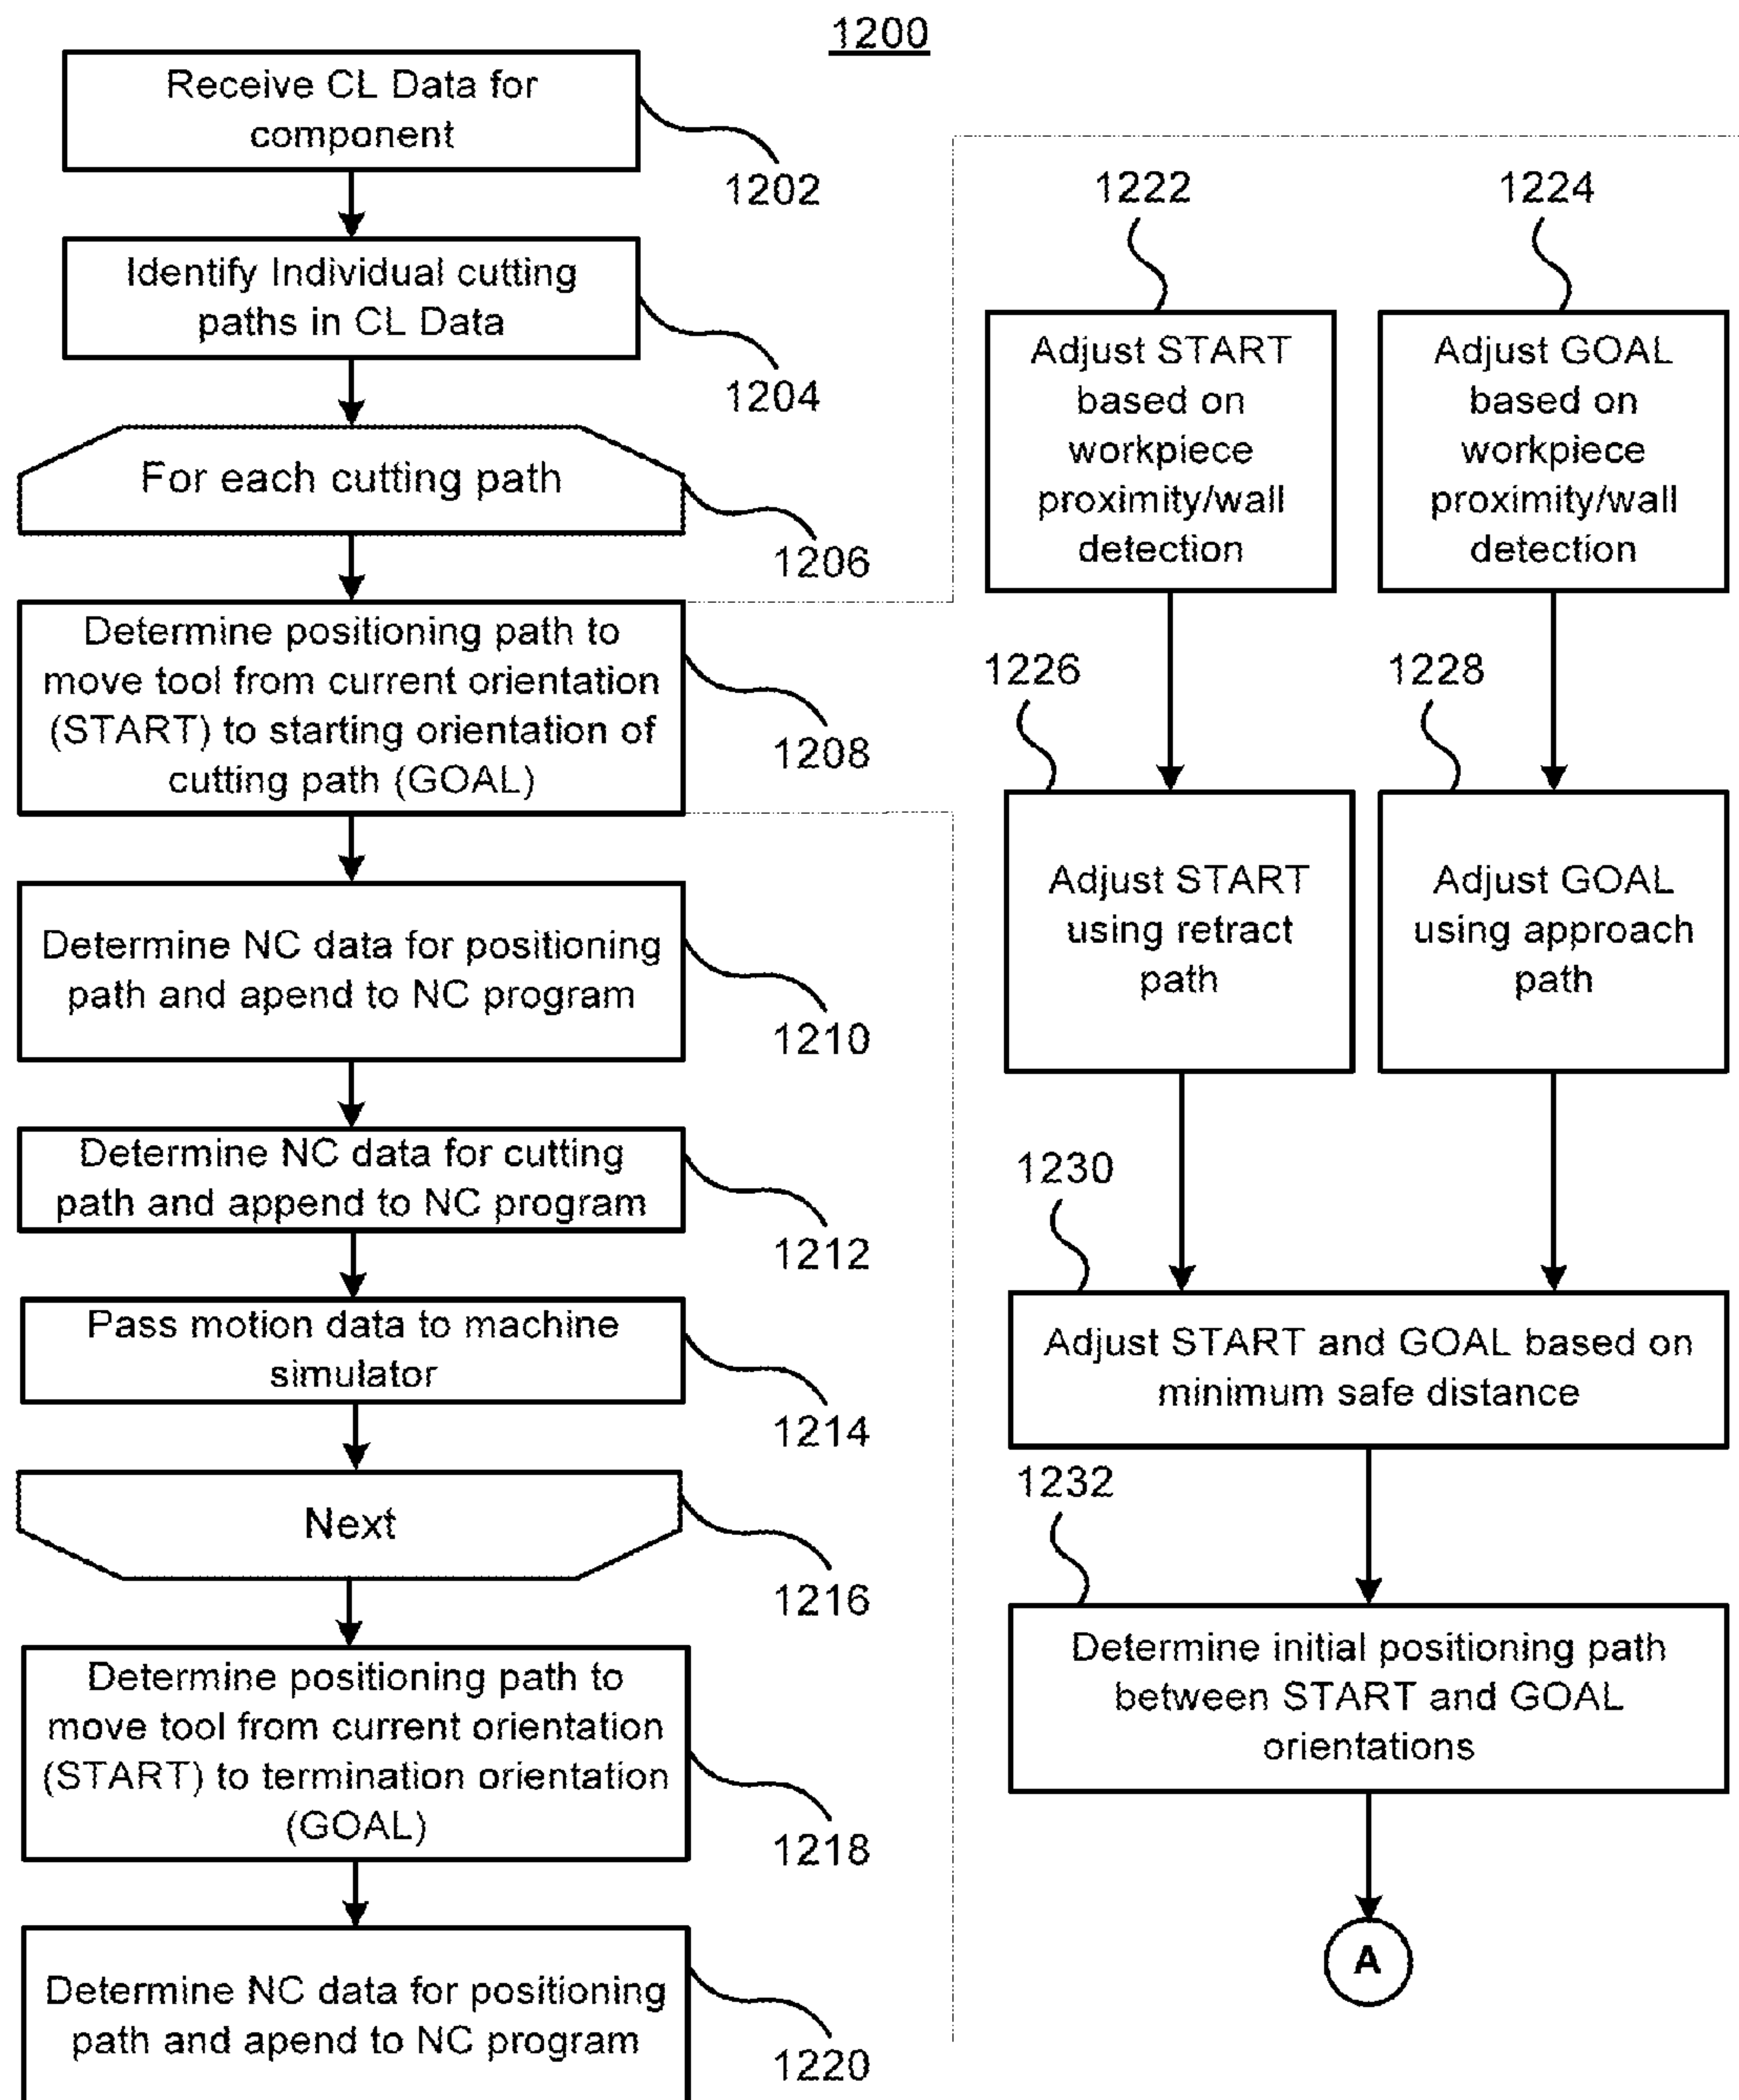 1200
Receive CL Data for
component
1202
Identify Individual cutting
paths in CL Data
1204
For each cutting path
1206
Determine positioning path to
move tool from current orientation
(START) to starting orientation of
cutting path (GOAL)
1208
Determine NC data for positioning
path and apend to NC program
1210
Determine NC data for cutting
path and append to NC program
1212
Pass motion data to machine
simulator
1214
Next
1216
Determine positioning path to
move tool from current orientation
(START) to termination orientation
(GOAL)
1218
Determine NC data for positioning
path and apend to NC program
1220
1222
Adjust START
based on
workpiece
proximity/wall
detection
1224
Adjust GOAL
based on
workpiece
proximity/wall
detection
1226
Adjust START
using retract
path
1228
Adjust GOAL
using approach
path
1230
Adjust START and GOAL based on
minimum safe distance
1232
Determine initial positioning path
between START and GOAL
orientations
A